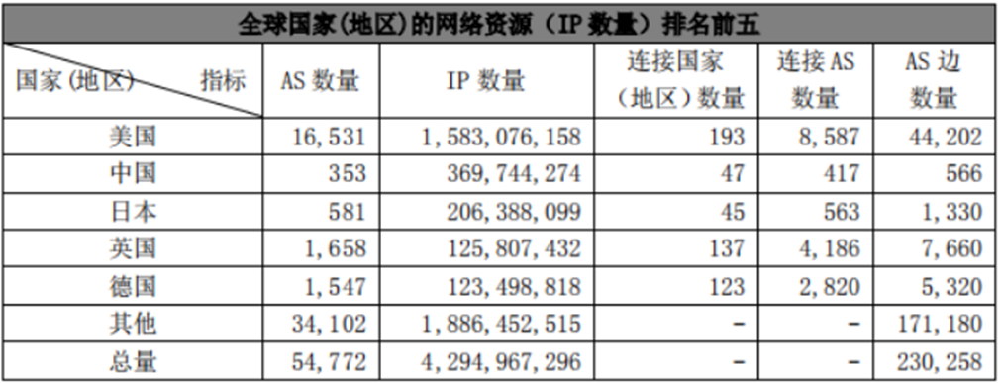 全球国家(地区)的网络资源（IP 数量）排名前五
国家(地区) 指标 AS 数量 IP 数量 连接国家（地区）数量 连接 AS 数量 AS 边数量
美国 16,531 1,583,076,158 193 8,587 44,202
中国 353 369,744,274 47 417 566
日本 581 206,388,099 45 563 1,330
英国 1,658 125,807,432 137 4,186 7,660
德国 1,547 123,498,818 123 2,820 5,320
其他 34,102 1,886,452,515 – – 171,180
总量 54,772 4,294,967,296 – – 230,258